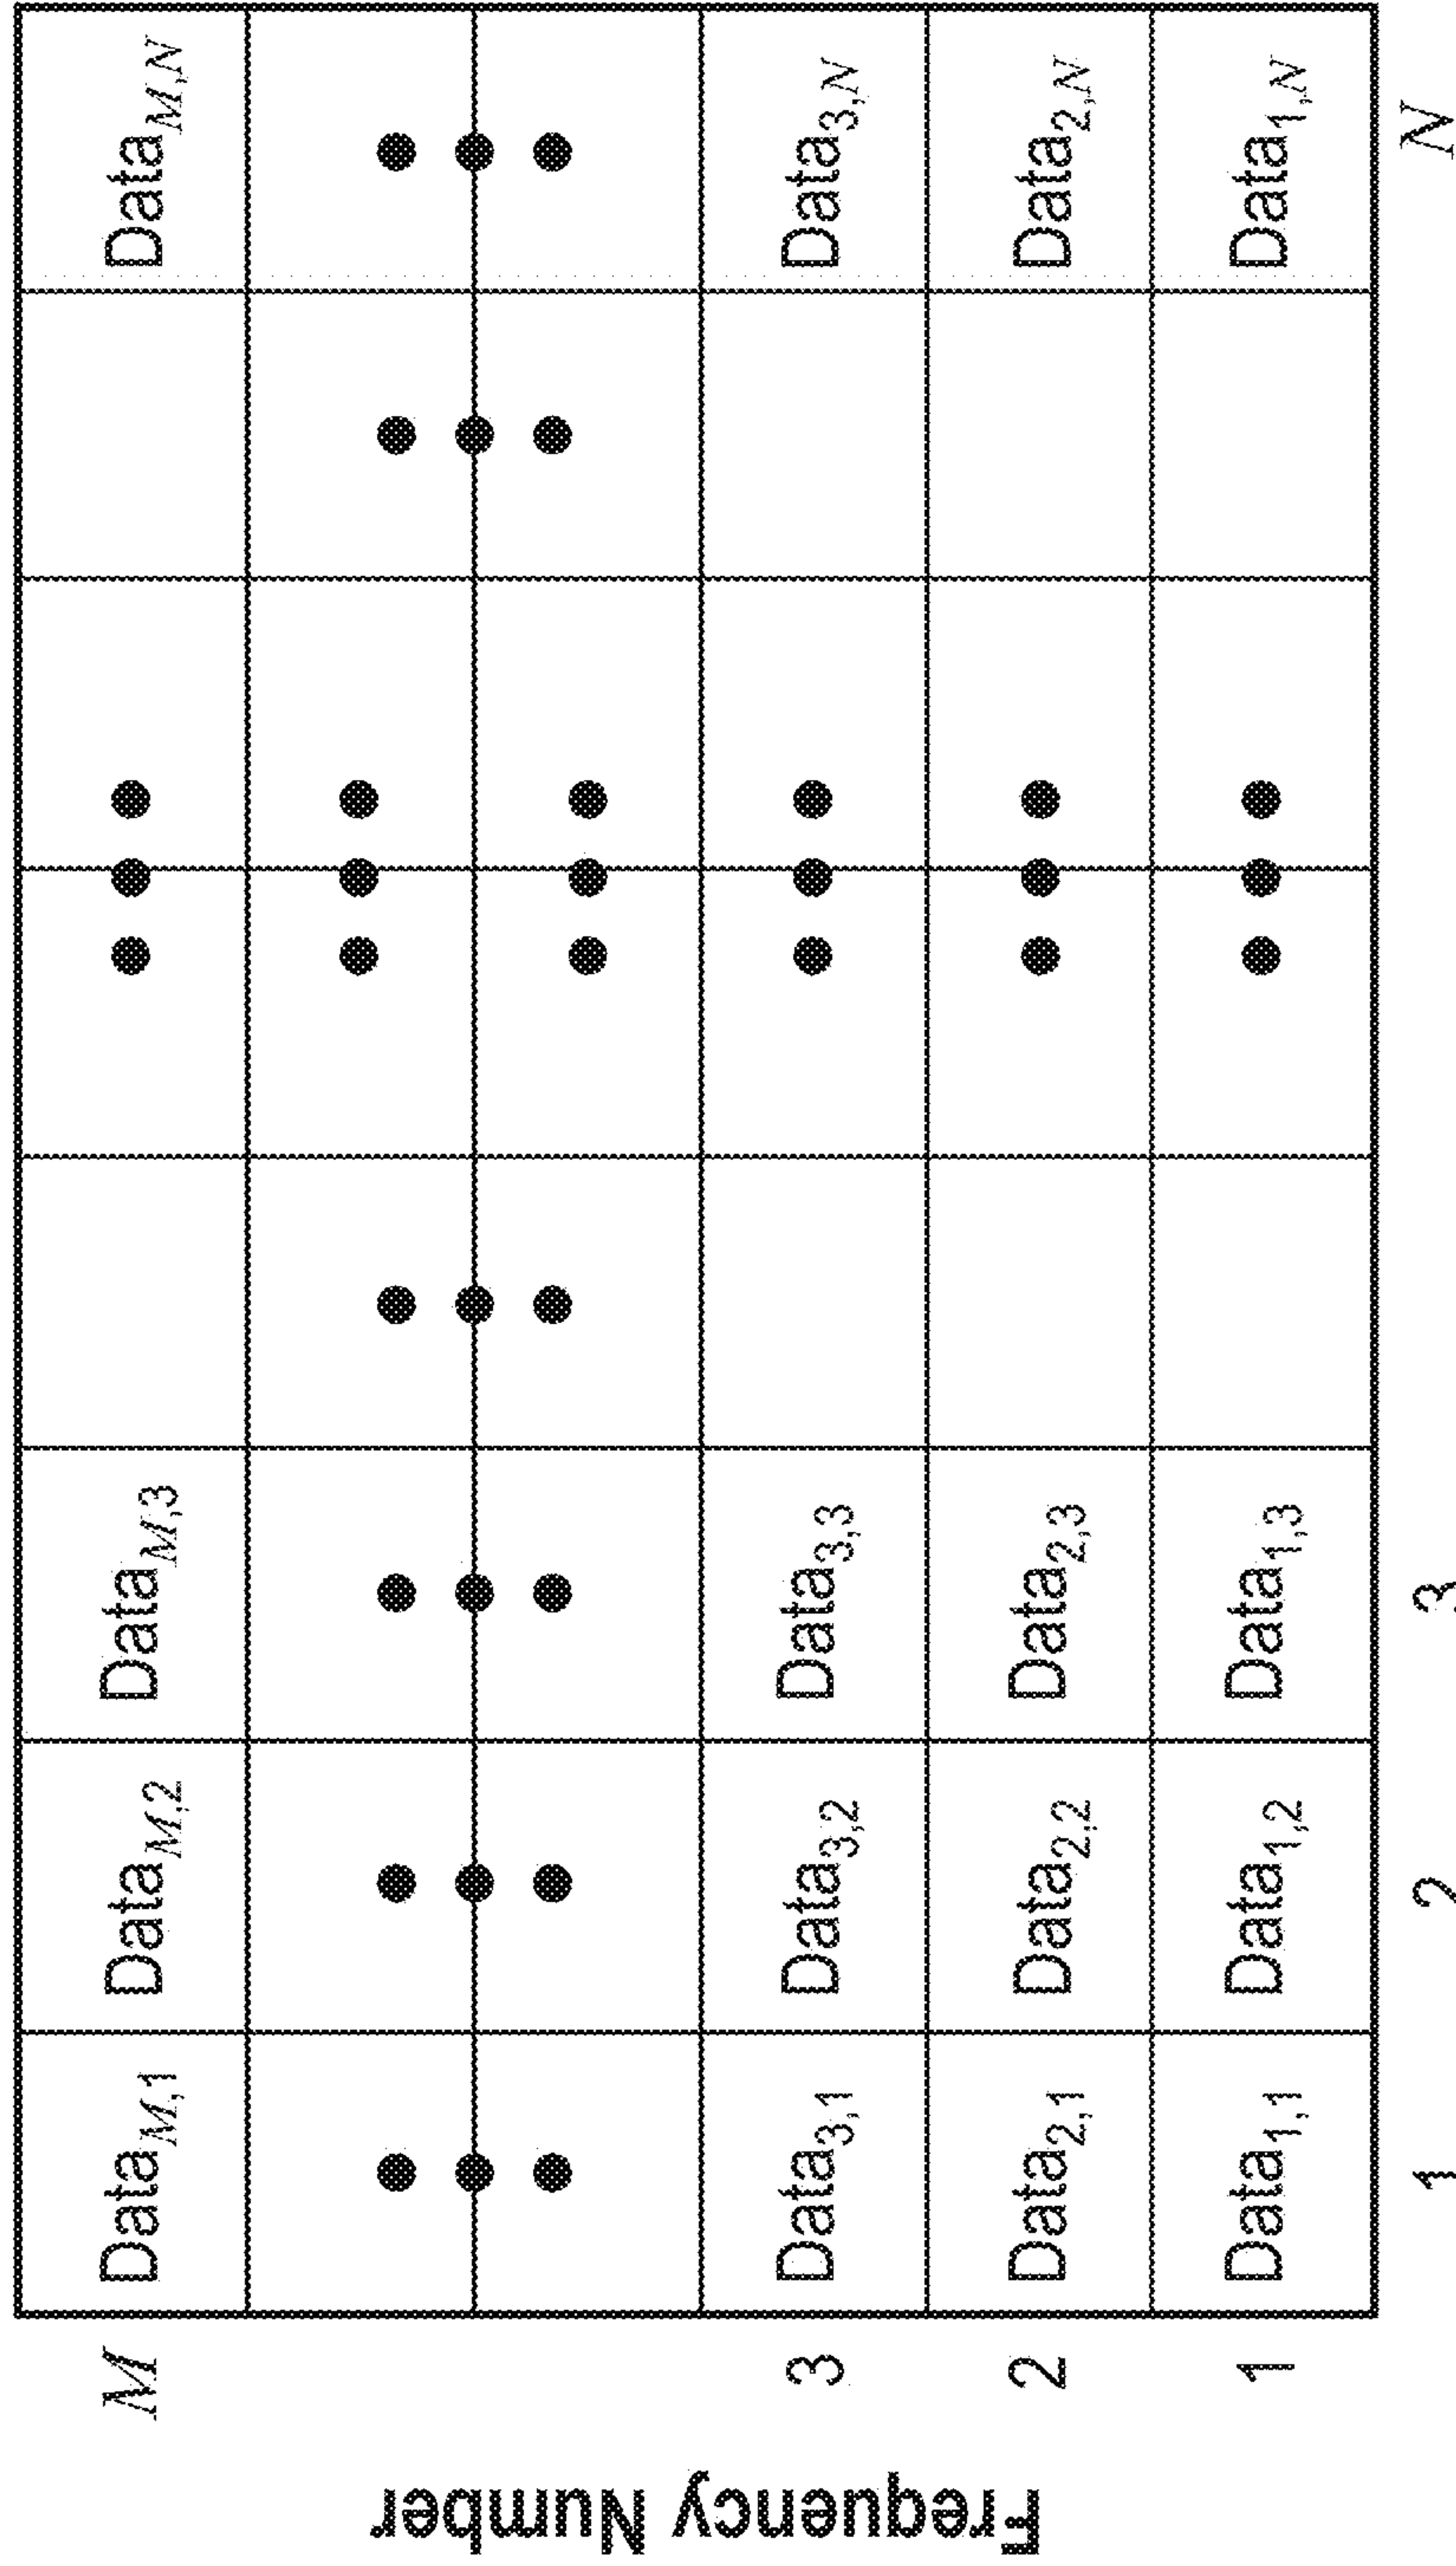 Frequency Number
M Data_{M,1} Data_{M,2} Data_{M,3} Data_{M,N}
3 Data_{3,1} Data_{3,2} Data_{3,3} Data_{3,N}
2 Data_{2,1} Data_{2,2} Data_{2,3} Data_{2,N}
1 Data_{1,1} Data_{1,2} Data_{1,3} Data_{1,N}
1 2 3 N